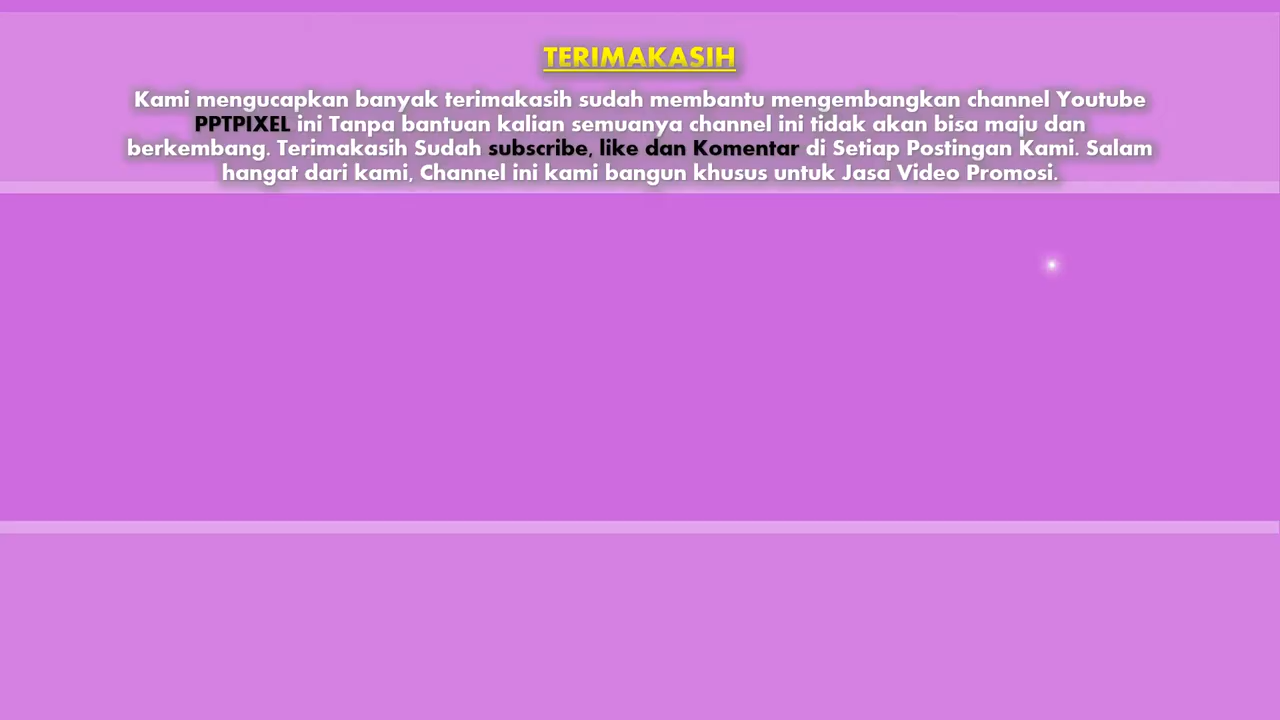 TERIMAKASIH
Kami mengucapkan banyak terimakasih sudah membantu mengembangkan channel Youtube
PPTPIXEL ini Tanpa bantuan kalian semuanya channel ini tidak akan bisa maju dan
berkembang. Terimakasih Sudah subscribe, like dan Komentar di Setiap Postingan Kami. Salam
hangat dari kami, Channel ini kami bangun khusus untuk Jasa Video Promosi.